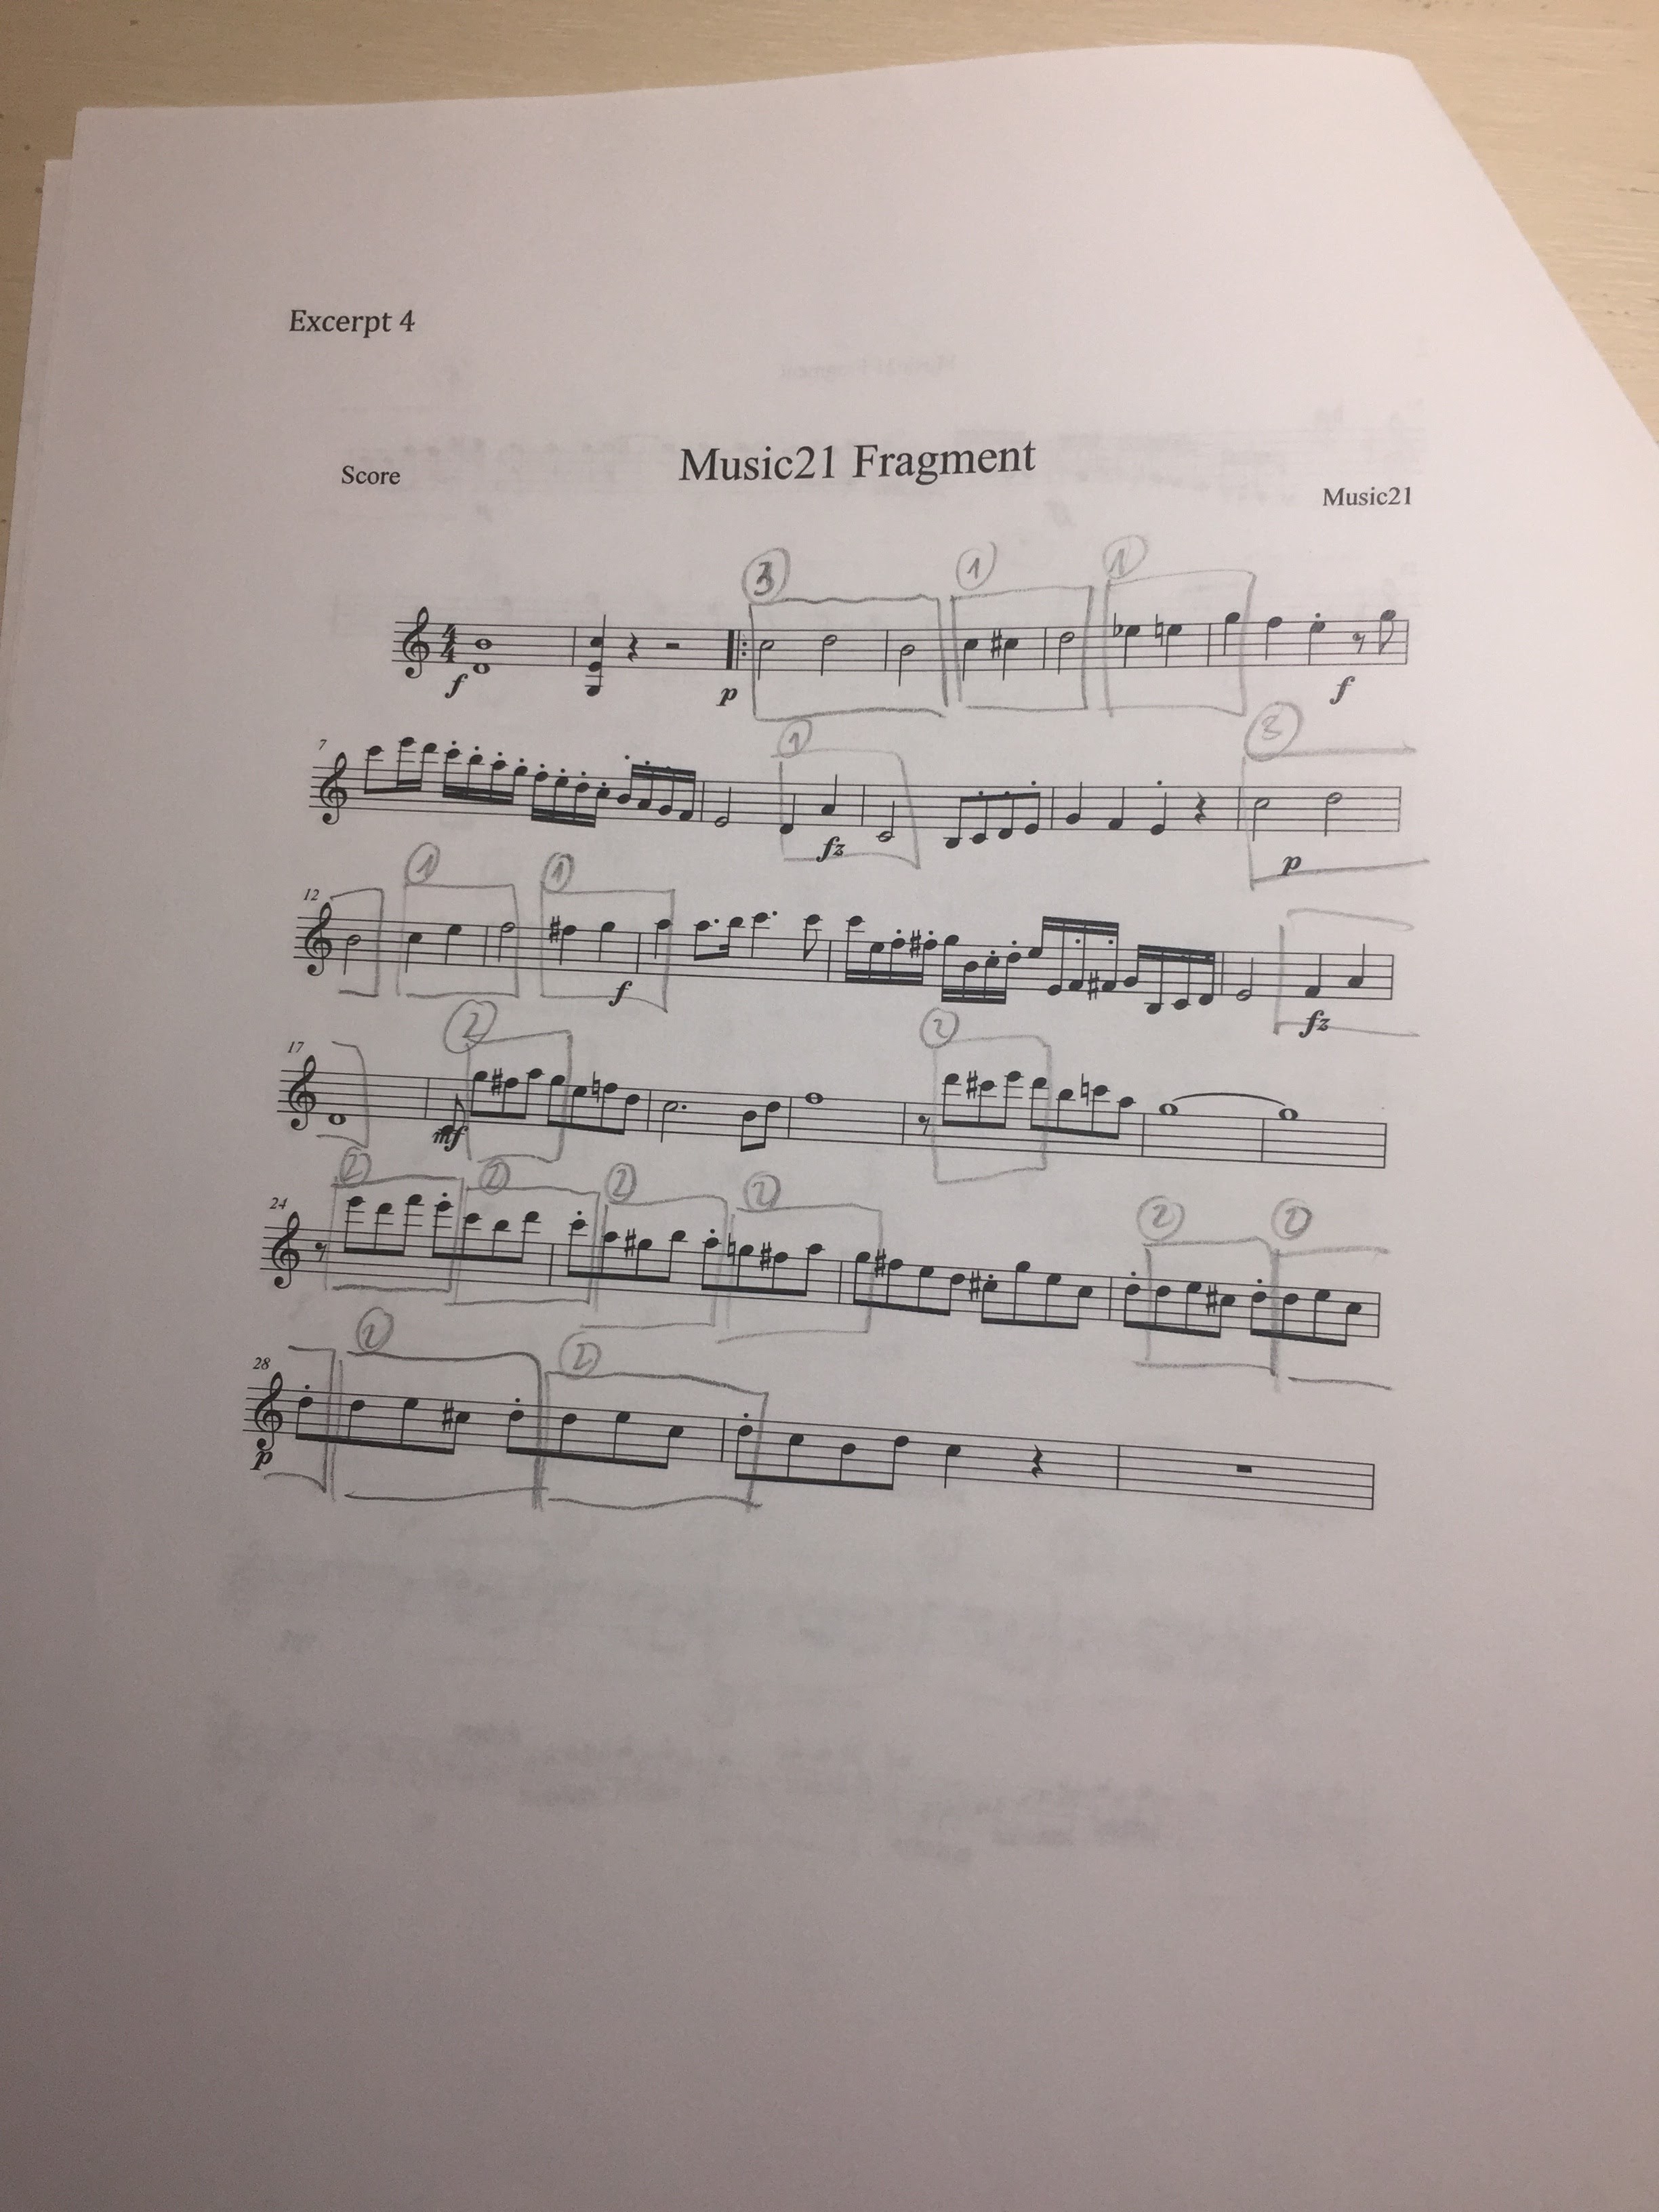 Excerpt 4
Music21 Fragment
Score
Music21
3 1 1
4 4
f p f
7 1 3
fz p
12 1 1
f fz
17 2 2
mf
24 2 2 2 2 2 2
28 2 2
p